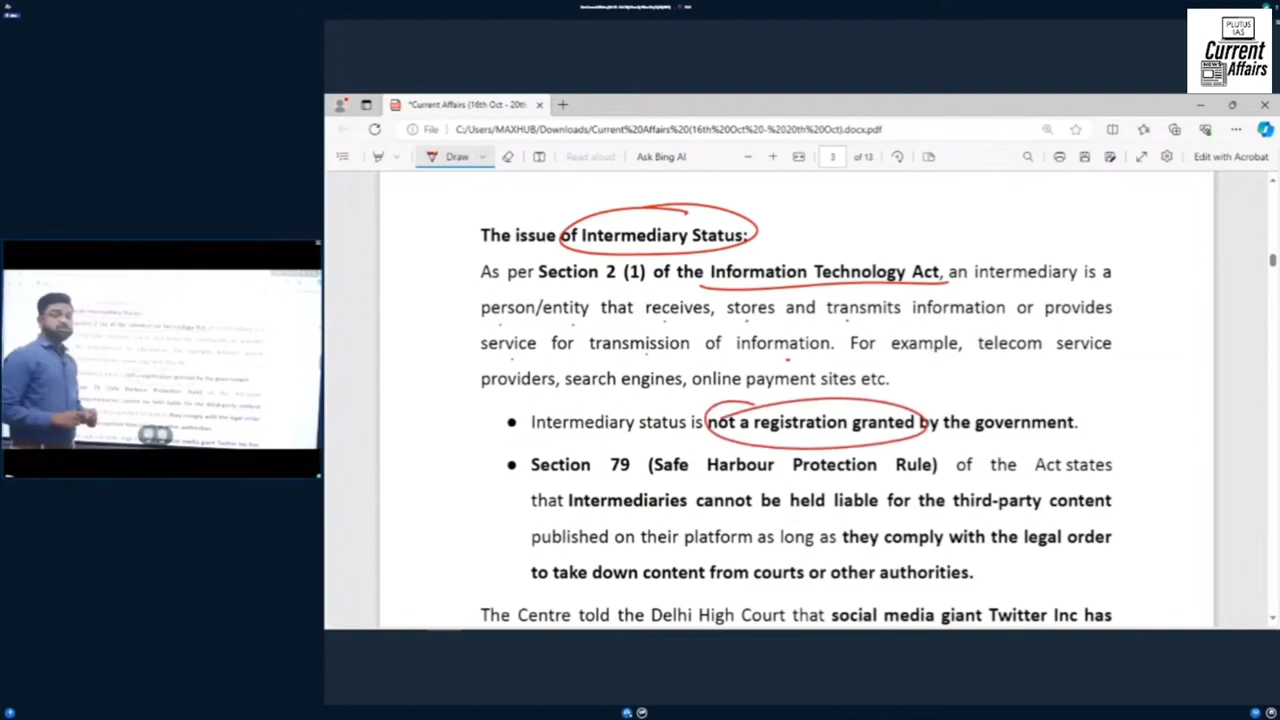 PLUTUS
IAS
Current
NEWS
Affairs
*Current Affairs (16th Oct - 20th
File C:/Users/MAXHUB/Downloads/Current%20Affairs%20(16th%20Oct%20-%2020th%20Oct).docx.pdf
Draw Read aloud Ask Bing AI 3 of 13 Edit with Acrobat
The issue of Intermediary Status:
As per Section 2 (1) of the Information Technology Act, an intermediary is a
person/entity that receives, stores and transmits information or provides
service for transmission of information. For example, telecom service
providers, search engines, online payment sites etc.
● Intermediary status is not a registration granted by the government.
● Section 79 (Safe Harbour Protection Rule) of the Act states
that Intermediaries cannot be held liable for the third-party content
published on their platform as long as they comply with the legal order
to take down content from courts or other authorities.
The Centre told the Delhi High Court that social media giant Twitter Inc has